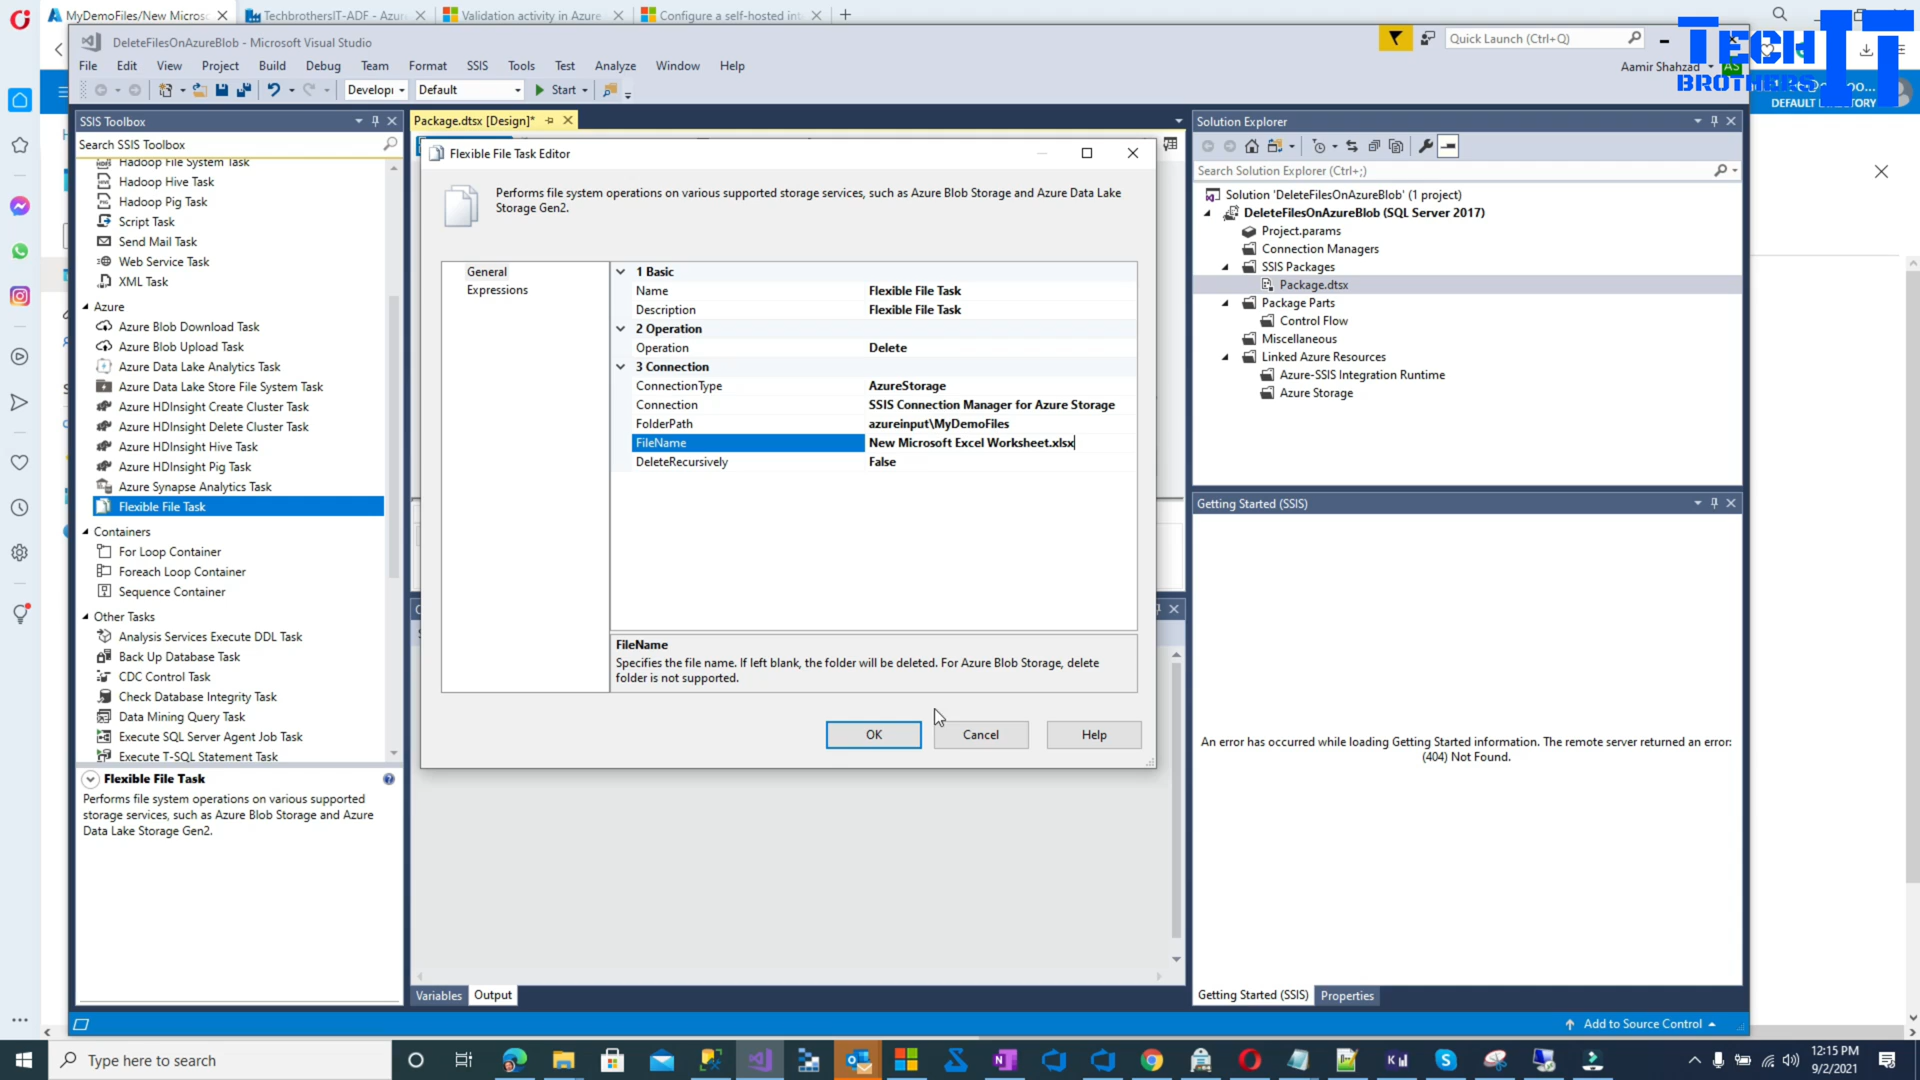 MyDemoFiles/New Micros
TechbrothersIT-ADF - Azur
Validation activity in Azure
Configure a self-hosted int
DeleteFilesOnAzureBlob - Microsoft Visual Studio
Quick Launch (Ctrl+Q)
TECH IT
BROTHERS
DEFAULT DIRECTORY
File Edit View Project Build Debug Team Format SSIS Tools Test Analyze Window Help
Aamir Shahzad
AS
Developi Default Start
SSIS Toolbox
Search SSIS Toolbox
Hadoop File System Task
Hadoop Hive Task
Hadoop Pig Task
Script Task
Send Mail Task
Web Service Task
XML Task
Azure
Azure Blob Download Task
Azure Blob Upload Task
Azure Data Lake Analytics Task
Azure Data Lake Store File System Task
Azure HDInsight Create Cluster Task
Azure HDInsight Delete Cluster Task
Azure HDInsight Hive Task
Azure HDInsight Pig Task
Azure Synapse Analytics Task
Flexible File Task
Containers
For Loop Container
Foreach Loop Container
Sequence Container
Other Tasks
Analysis Services Execute DDL Task
Back Up Database Task
CDC Control Task
Check Database Integrity Task
Data Mining Query Task
Execute SQL Server Agent Job Task
Execute T-SQL Statement Task
Flexible File Task
Performs file system operations on various supported
storage services, such as Azure Blob Storage and Azure
Data Lake Storage Gen2.
Package.dtsx [Design]*
Flexible File Task Editor
Performs file system operations on various supported storage services, such as Azure Blob Storage and Azure Data Lake
Storage Gen2.
General
Expressions
1 Basic
Name Flexible File Task
Description Flexible File Task
2 Operation
Operation Delete
3 Connection
ConnectionType AzureStorage
Connection SSIS Connection Manager for Azure Storage
FolderPath azureinput\MyDemoFiles
FileName New Microsoft Excel Worksheet.xlsx
DeleteRecursively False
FileName
Specifies the file name. If left blank, the folder will be deleted. For Azure Blob Storage, delete
folder is not supported.
OK Cancel Help
Variables Output
Solution Explorer
Search Solution Explorer (Ctrl+;)
Solution 'DeleteFilesOnAzureBlob' (1 project)
DeleteFilesOnAzureBlob (SQL Server 2017)
Project.params
Connection Managers
SSIS Packages
Package.dtsx
Package Parts
Control Flow
Miscellaneous
Linked Azure Resources
Azure-SSIS Integration Runtime
Azure Storage
Getting Started (SSIS)
An error has occurred while loading Getting Started information. The remote server returned an error:
(404) Not Found.
Getting Started (SSIS) Properties
Add to Source Control
Type here to search
12:15 PM
9/2/2021